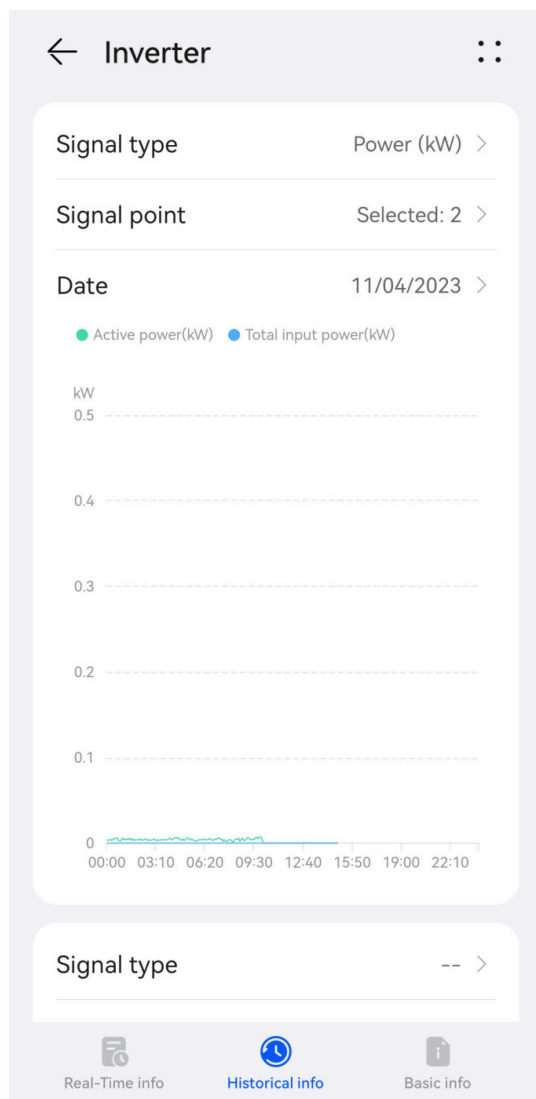 Inverter
Signal type Power (kW)
Signal point Selected: 2
Date 11/04/2023
Active power(kW) Total input power(kW)
kW
0.5
0.4
0.3
0.2
0.1
0
00:00 03:10 06:20 09:30 12:40 15:50 19:00 22:10
Signal type --
Real-Time info Historical info Basic info